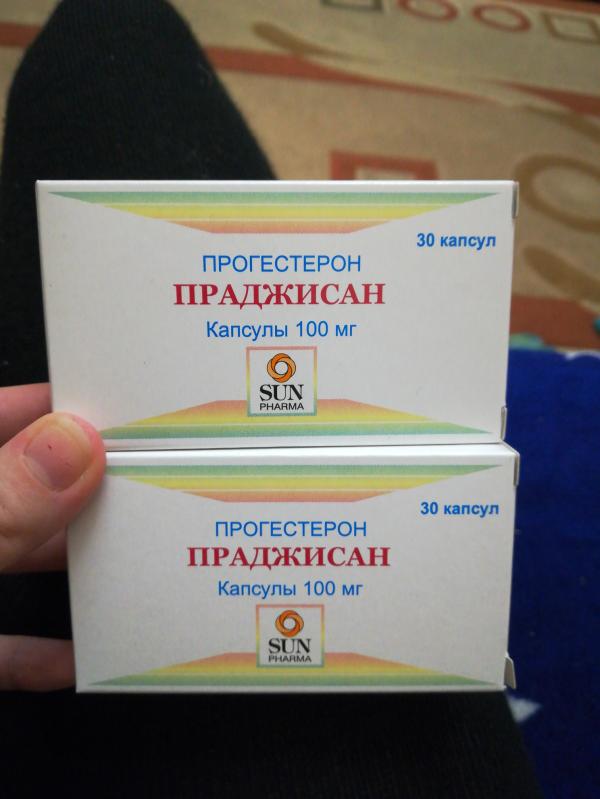 30 капсул
ПРОГЕСТЕРОН
ПРАДЖИСАН
Капсулы 100 мг
SUN
PHARMA
30 капсул
ПРОГЕСТЕРОН
ПРАДЖИСАН
Капсулы 100 мг
SUN
PHARMA